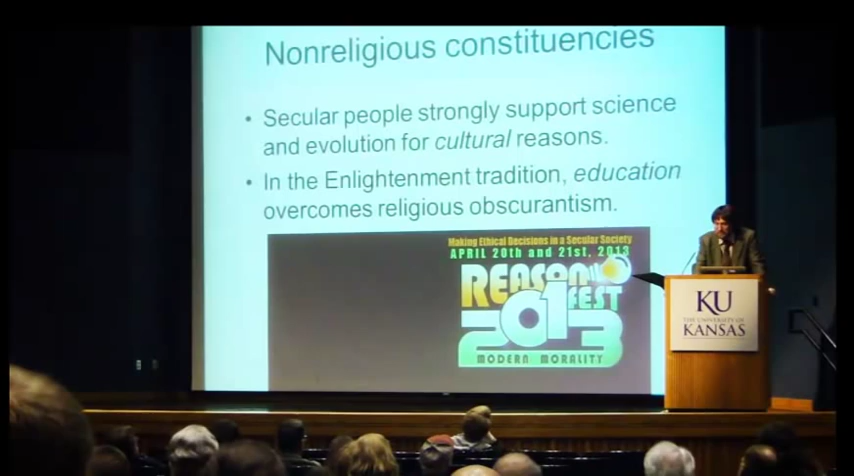 Nonreligious constituencies
• Secular people strongly support science
and evolution for cultural reasons.
• In the Enlightenment tradition, education
overcomes religious obscurantism.
Making Ethical Decisions in a Secular Society
APRIL 20th and 21st, 2013
REASON
FEST
2013
MODERN MORALITY
KU
THE UNIVERSITY OF
KANSAS